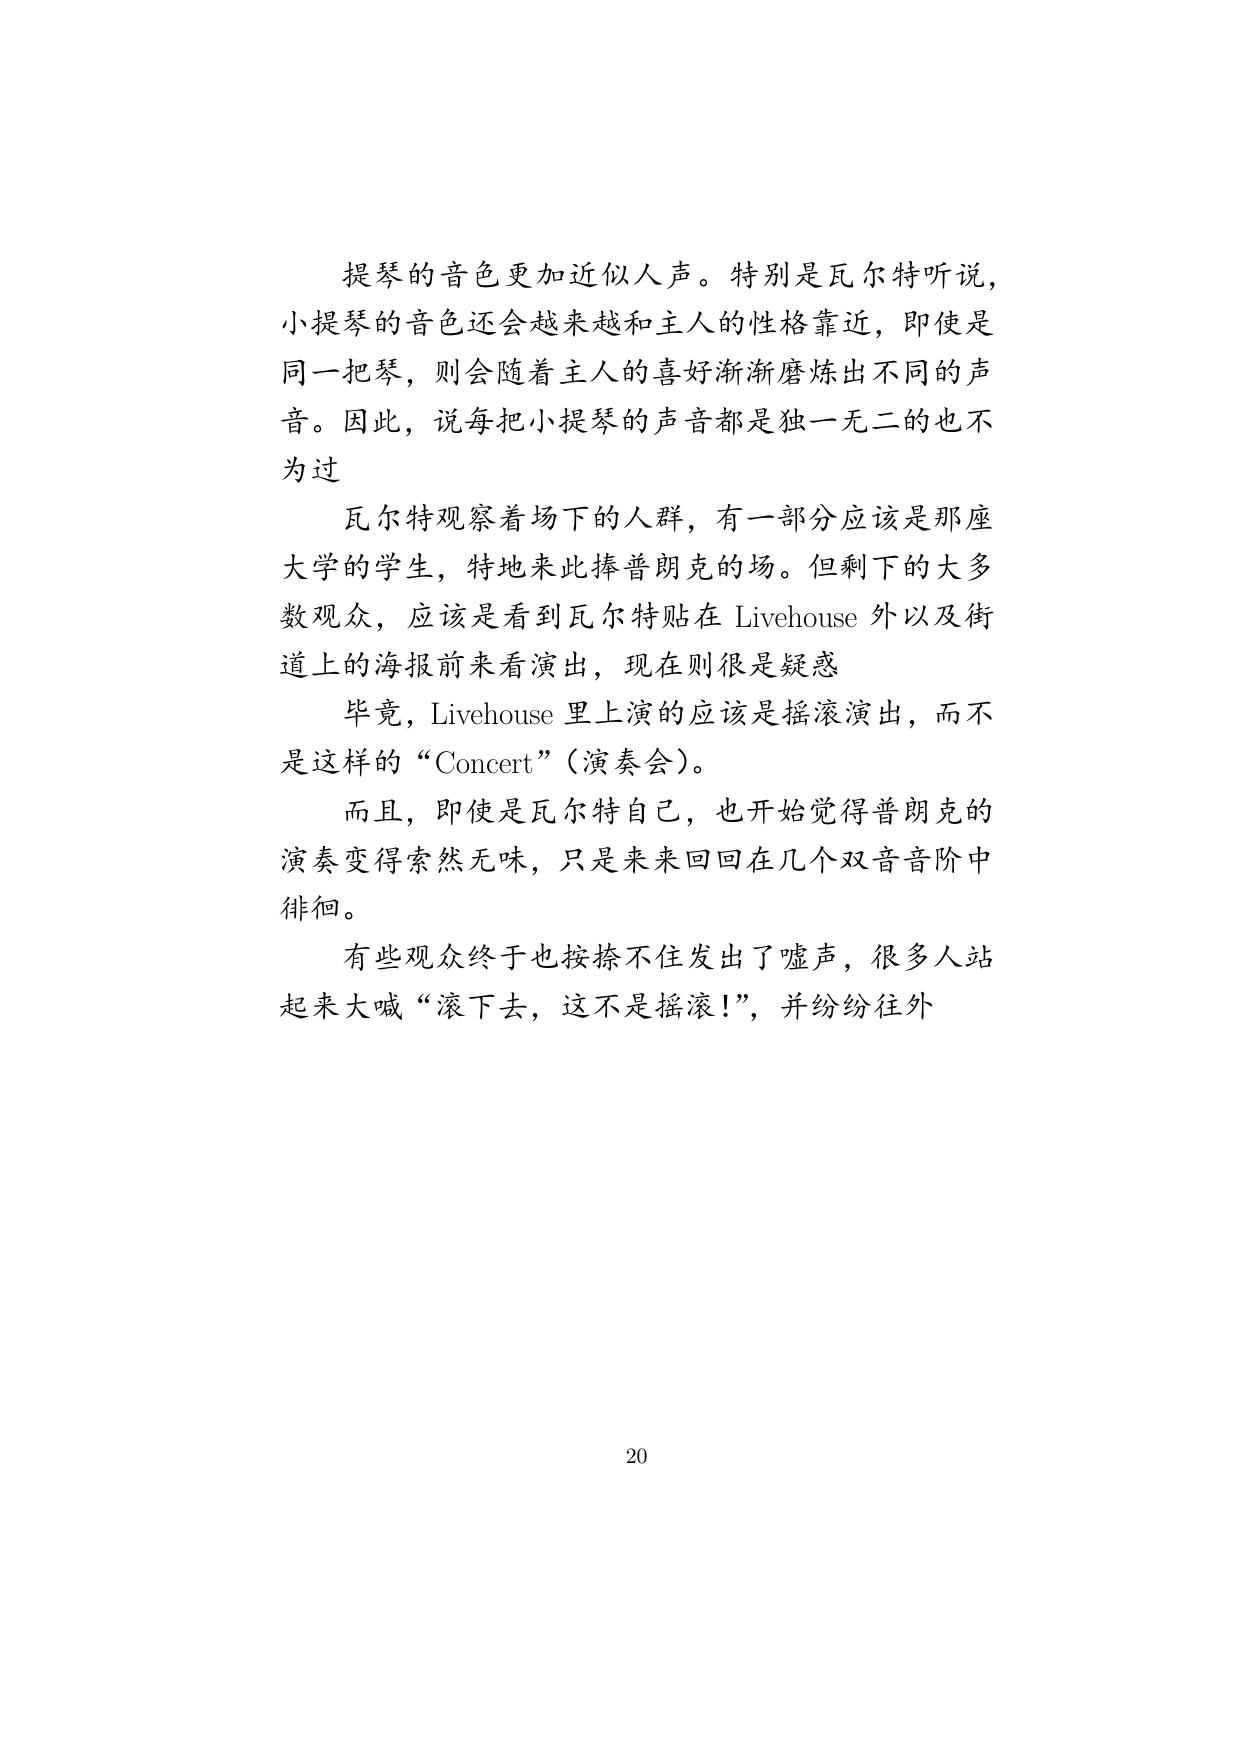 提琴的音色更加近似人声。特别是瓦尔特听说,
小提琴的音色还会越来越和主人的性格靠近，即使是
同一把琴，则会随着主人的喜好渐渐磨炼出不同的声
音。因此，说每把小提琴的声音都是独一无二的也不
为过
瓦尔特观察着场下的人群，有一部分应该是那座
大学的学生，特地来此捧普朗克的场。但剩下的大多
数观众，应该是看到瓦尔特贴在 Livehouse 外以及街
道上的海报前来看演出，现在则很是疑惑
毕竟，Livehouse 里上演的应该是摇滚演出，而不
是这样的“Concert”（演奏会）。
而且，即使是瓦尔特自己，也开始觉得普朗克的
演奏变得索然无味，只是来来回回在几个双音音阶中
徘徊。
有些观众终于也按捺不住发出了嘘声，很多人站
起来大喊“滚下去，这不是摇滚！”，并纷纷往外
20